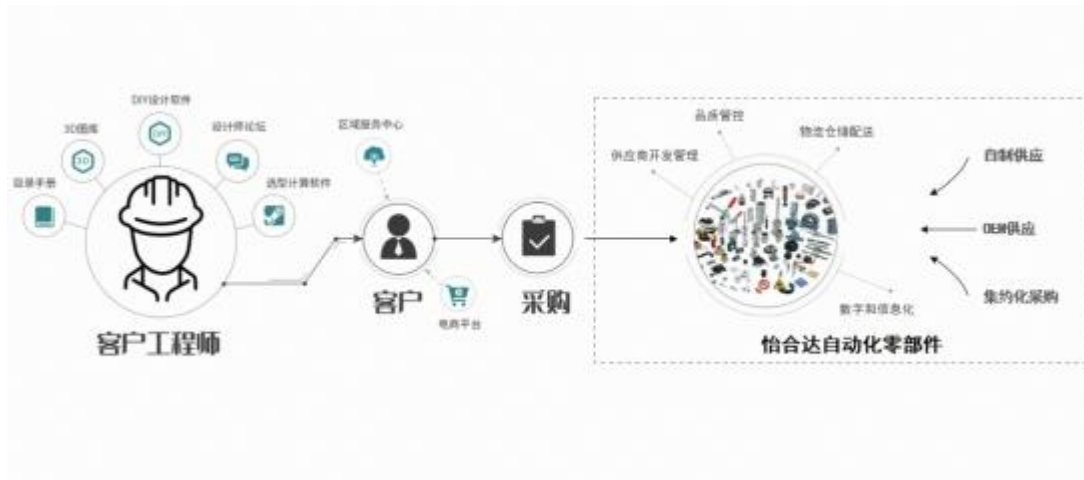 DIY设计软件
3D图库
设计师论坛
目录手册
选型计算软件
3D
DIY
客户工程师
区域服务中心
客户
电商平台
采购
品质管控
物流仓储配送
供应商开发管理
数字和信息化
怡合达自动化零部件
自制供应
OEM供应
集约化采购